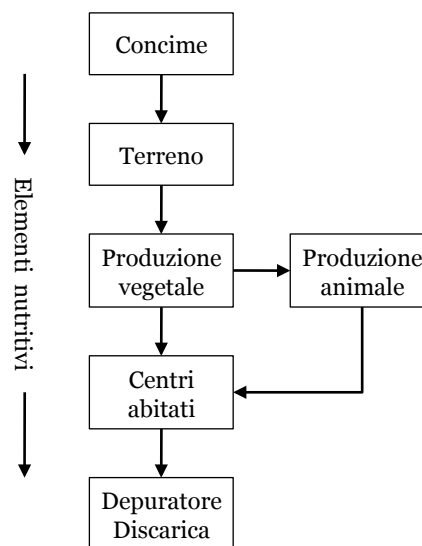 Concime
Terreno
Elementi nutritivi
Produzione
vegetale
Produzione
animale
Centri
abitati
Depuratore
Discarica